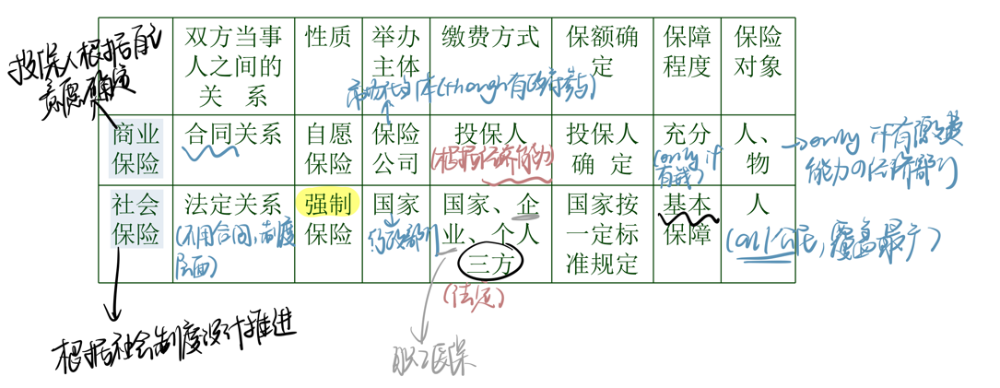 双方当事 性质 举办 缴费方式 保额确 保障 保险
人之间的 主体 定 程度 对象
关 系
投保人根据自己
意愿确定
市场化主体(though有政府参与)
商业 合同关系 自愿 保险 投保人 投保人 充分 人、
保险 保险 公司 确 定 物
(根据经济能力)
(only if
有钱)
→only if 有缴费
能力の经济部门
社会 法定关系 强制 国家 国家、企 国家按 基本 人
保险 保险 业、个人 一定标 保障
三方 准规定
(不用合同,制度
层面)
行政部门
(all 公民,覆盖最广)
(法定)
根据社会制度设计推进
职工医保